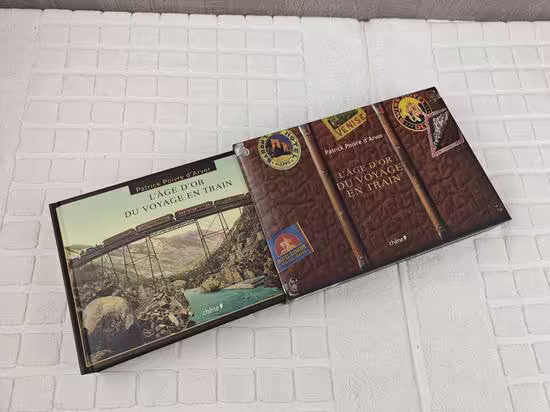 Patrick Poivre d'Arvor
L'ÂGE D'OR
DU VOYAGE EN TRAIN
chêne
VENISE
Patrick Poivre d'Arvor
L'ÂGE D'OR
DU VOYAGE
EN TRAIN
chêne